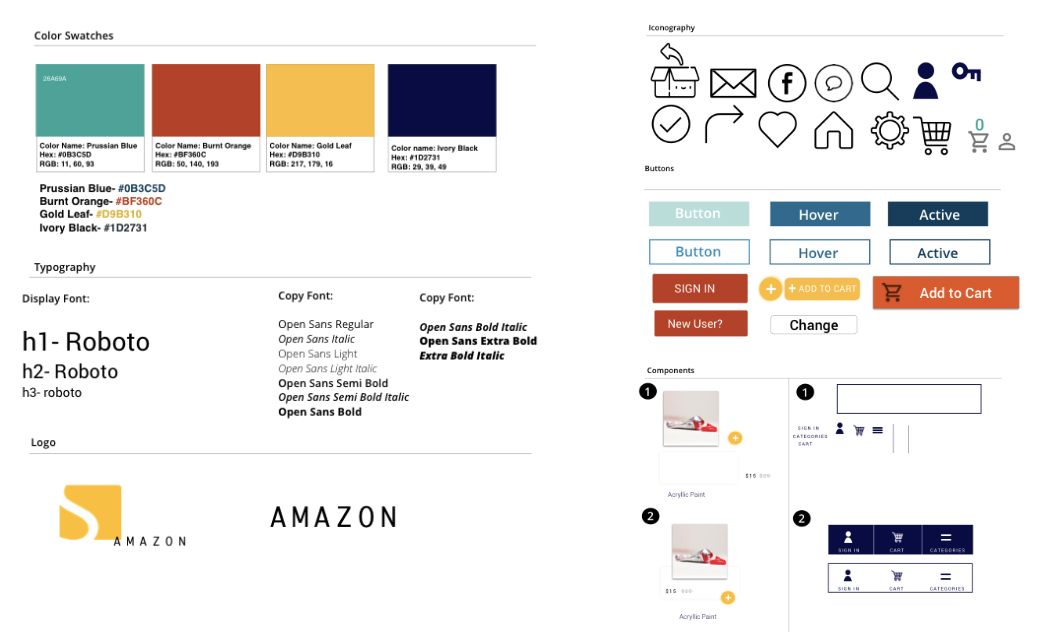 Color Swatches
26A69A
Color Name: Prussian Blue
Hex: #0B3C5D
RGB: 11, 60, 93
Color Name: Burnt Orange
Hex: #BF360C
RGB: 50, 140, 193
Color Name: Gold Leaf
Hex: #D9B310
RGB: 217, 179, 16
Color name: Ivory Black
Hex: #1D2731
RGB: 29, 39, 49
Prussian Blue- #0B3C5D
Burnt Orange- #BF360C
Gold Leaf- #D9B310
Ivory Black- #1D2731
Typography
Display Font:
h1- Roboto
h2- Roboto
h3- roboto
Copy Font:
Open Sans Regular
Open Sans Italic
Open Sans Light
Open Sans Light Italic
Open Sans Semi Bold
Open Sans Semi Bold Italic
Open Sans Bold
Copy Font:
Open Sans Bold Italic
Open Sans Extra Bold
Extra Bold Italic
Logo
AMAZON
AMAZON
Iconography
f
0
Buttons
Button
Hover
Active
Button
Hover
Active
SIGN IN
+
+ ADD TO CART
Add to Cart
New User?
Change
Components
1
+
$15
Acryllic Paint
2
$15
+
Acryllic Paint
1
SIGN IN
CATEGORIES
CART
2
SIGN IN
CART
CATEGORIES
SIGN IN
CART
CATEGORIES